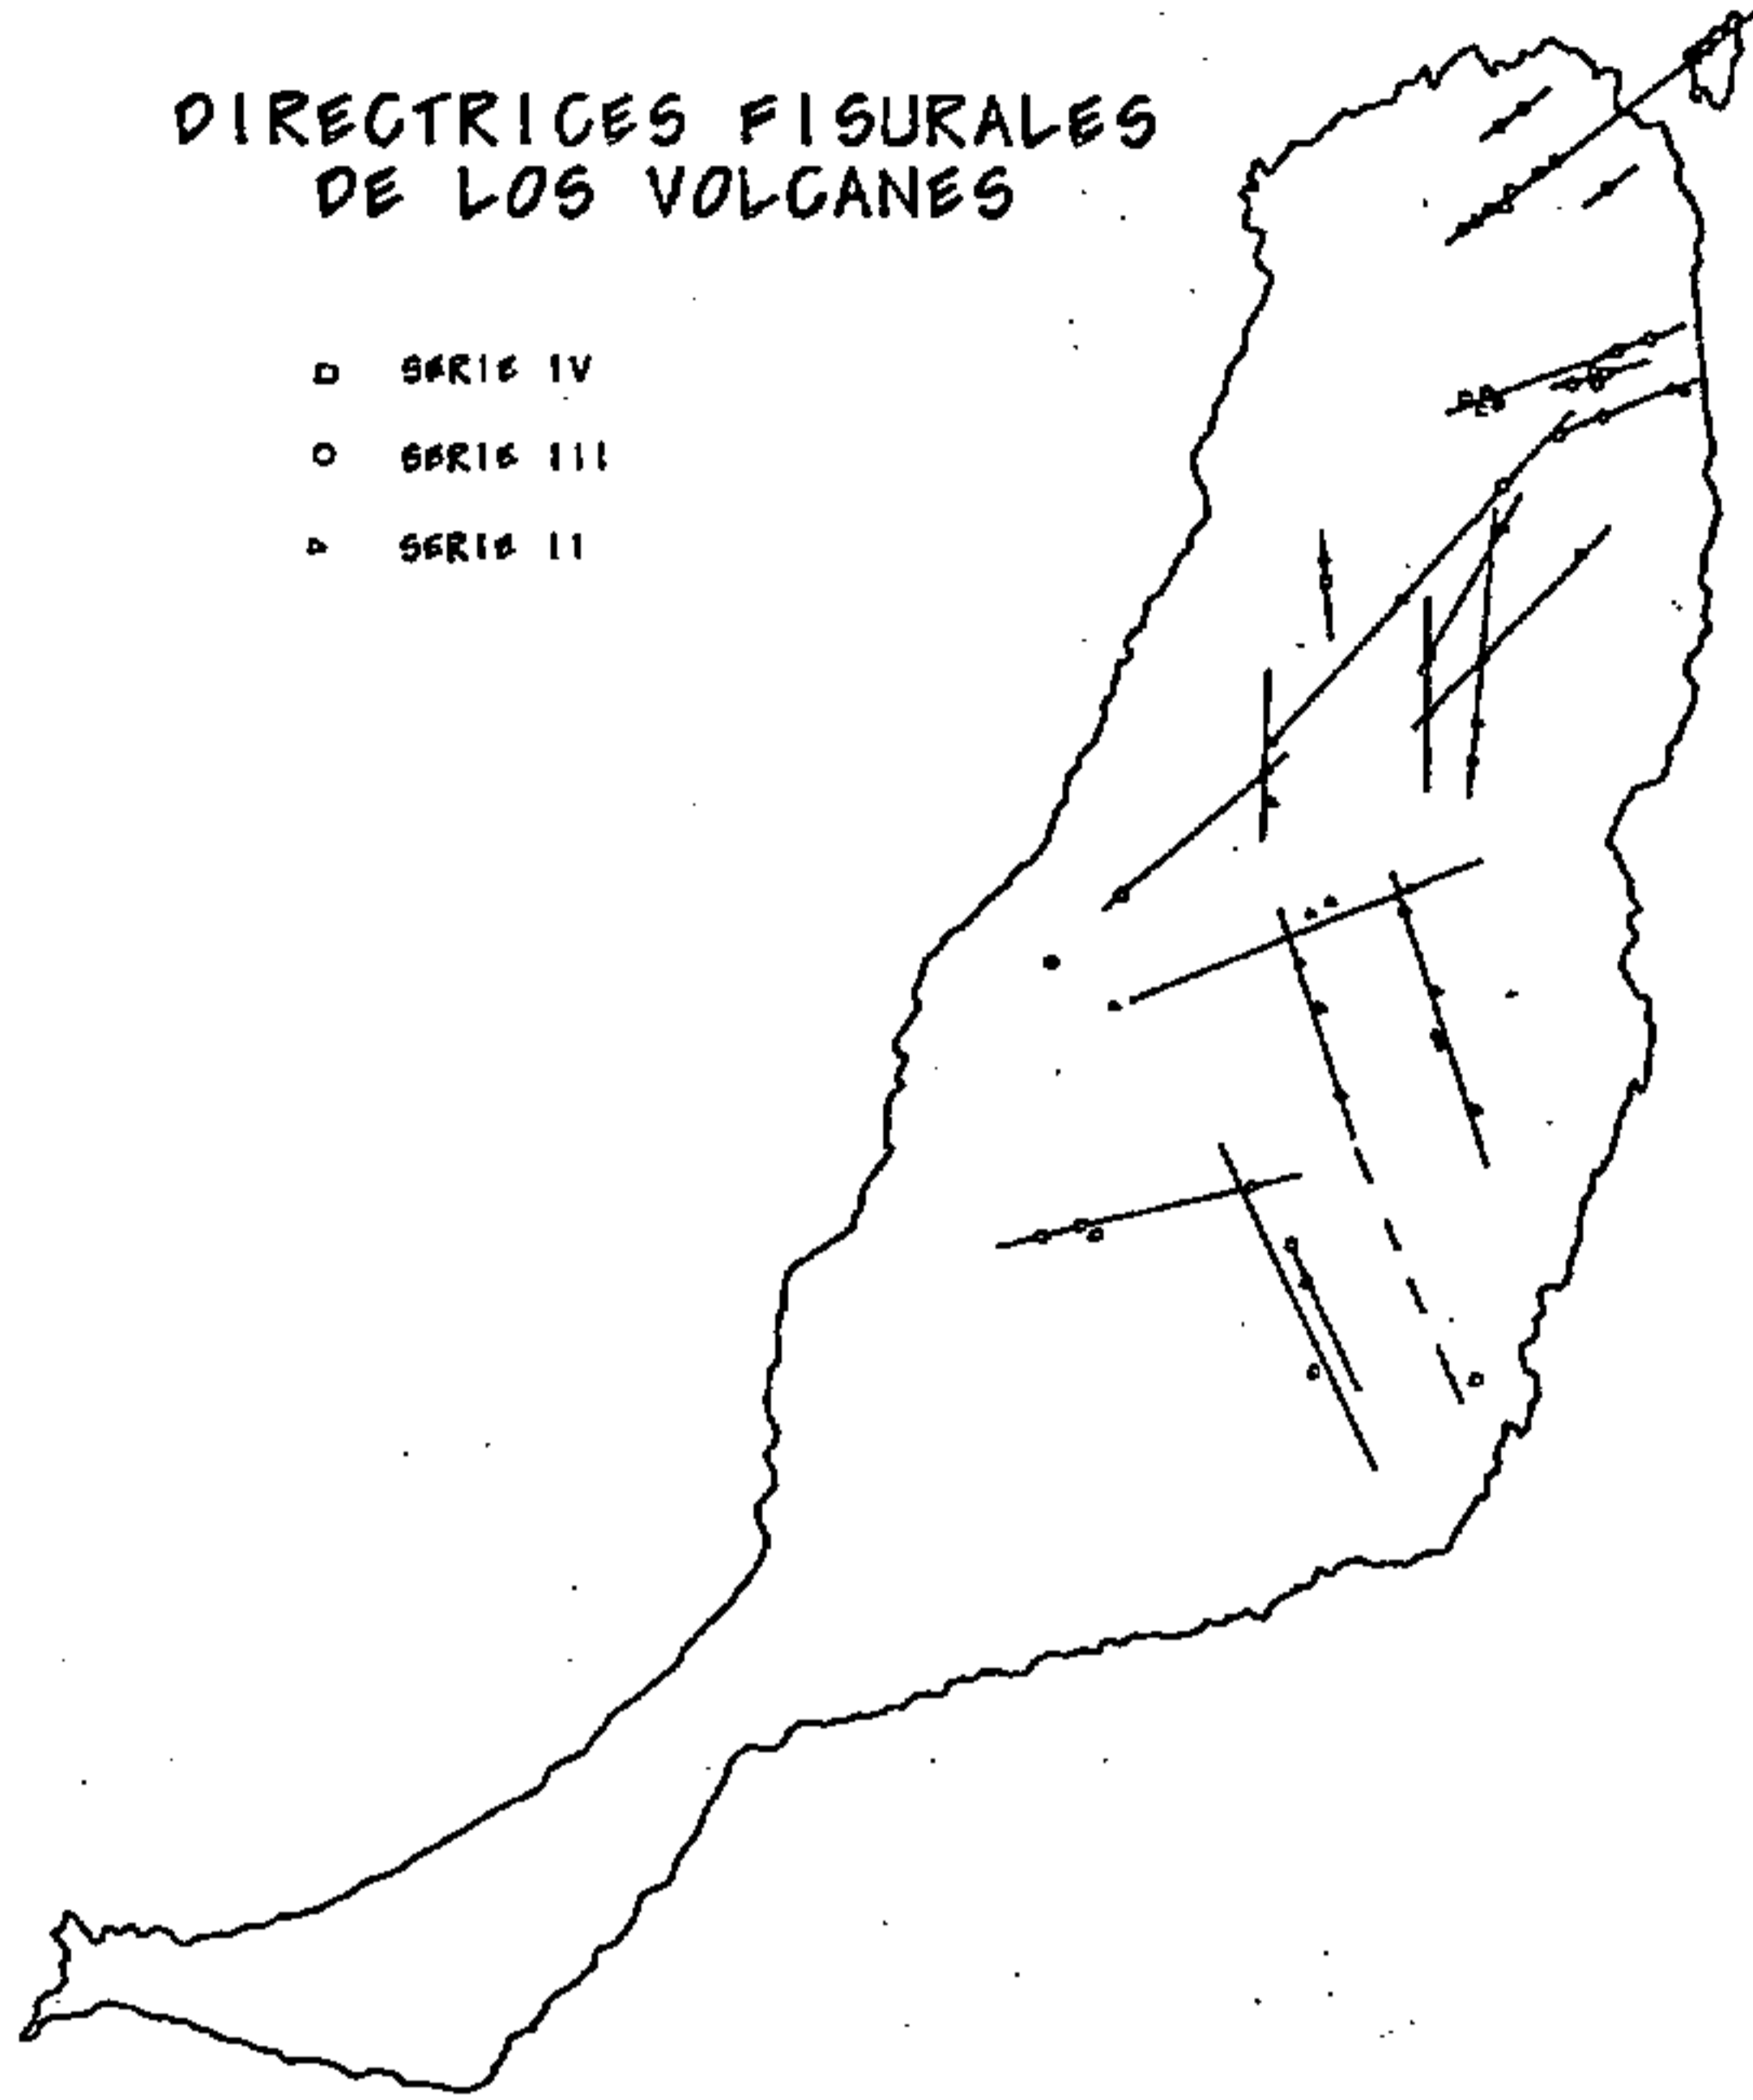 DIRECTRICES FISURALES
DE LOS VOLCANES
SERIE IV
SERIE III
SERIE II